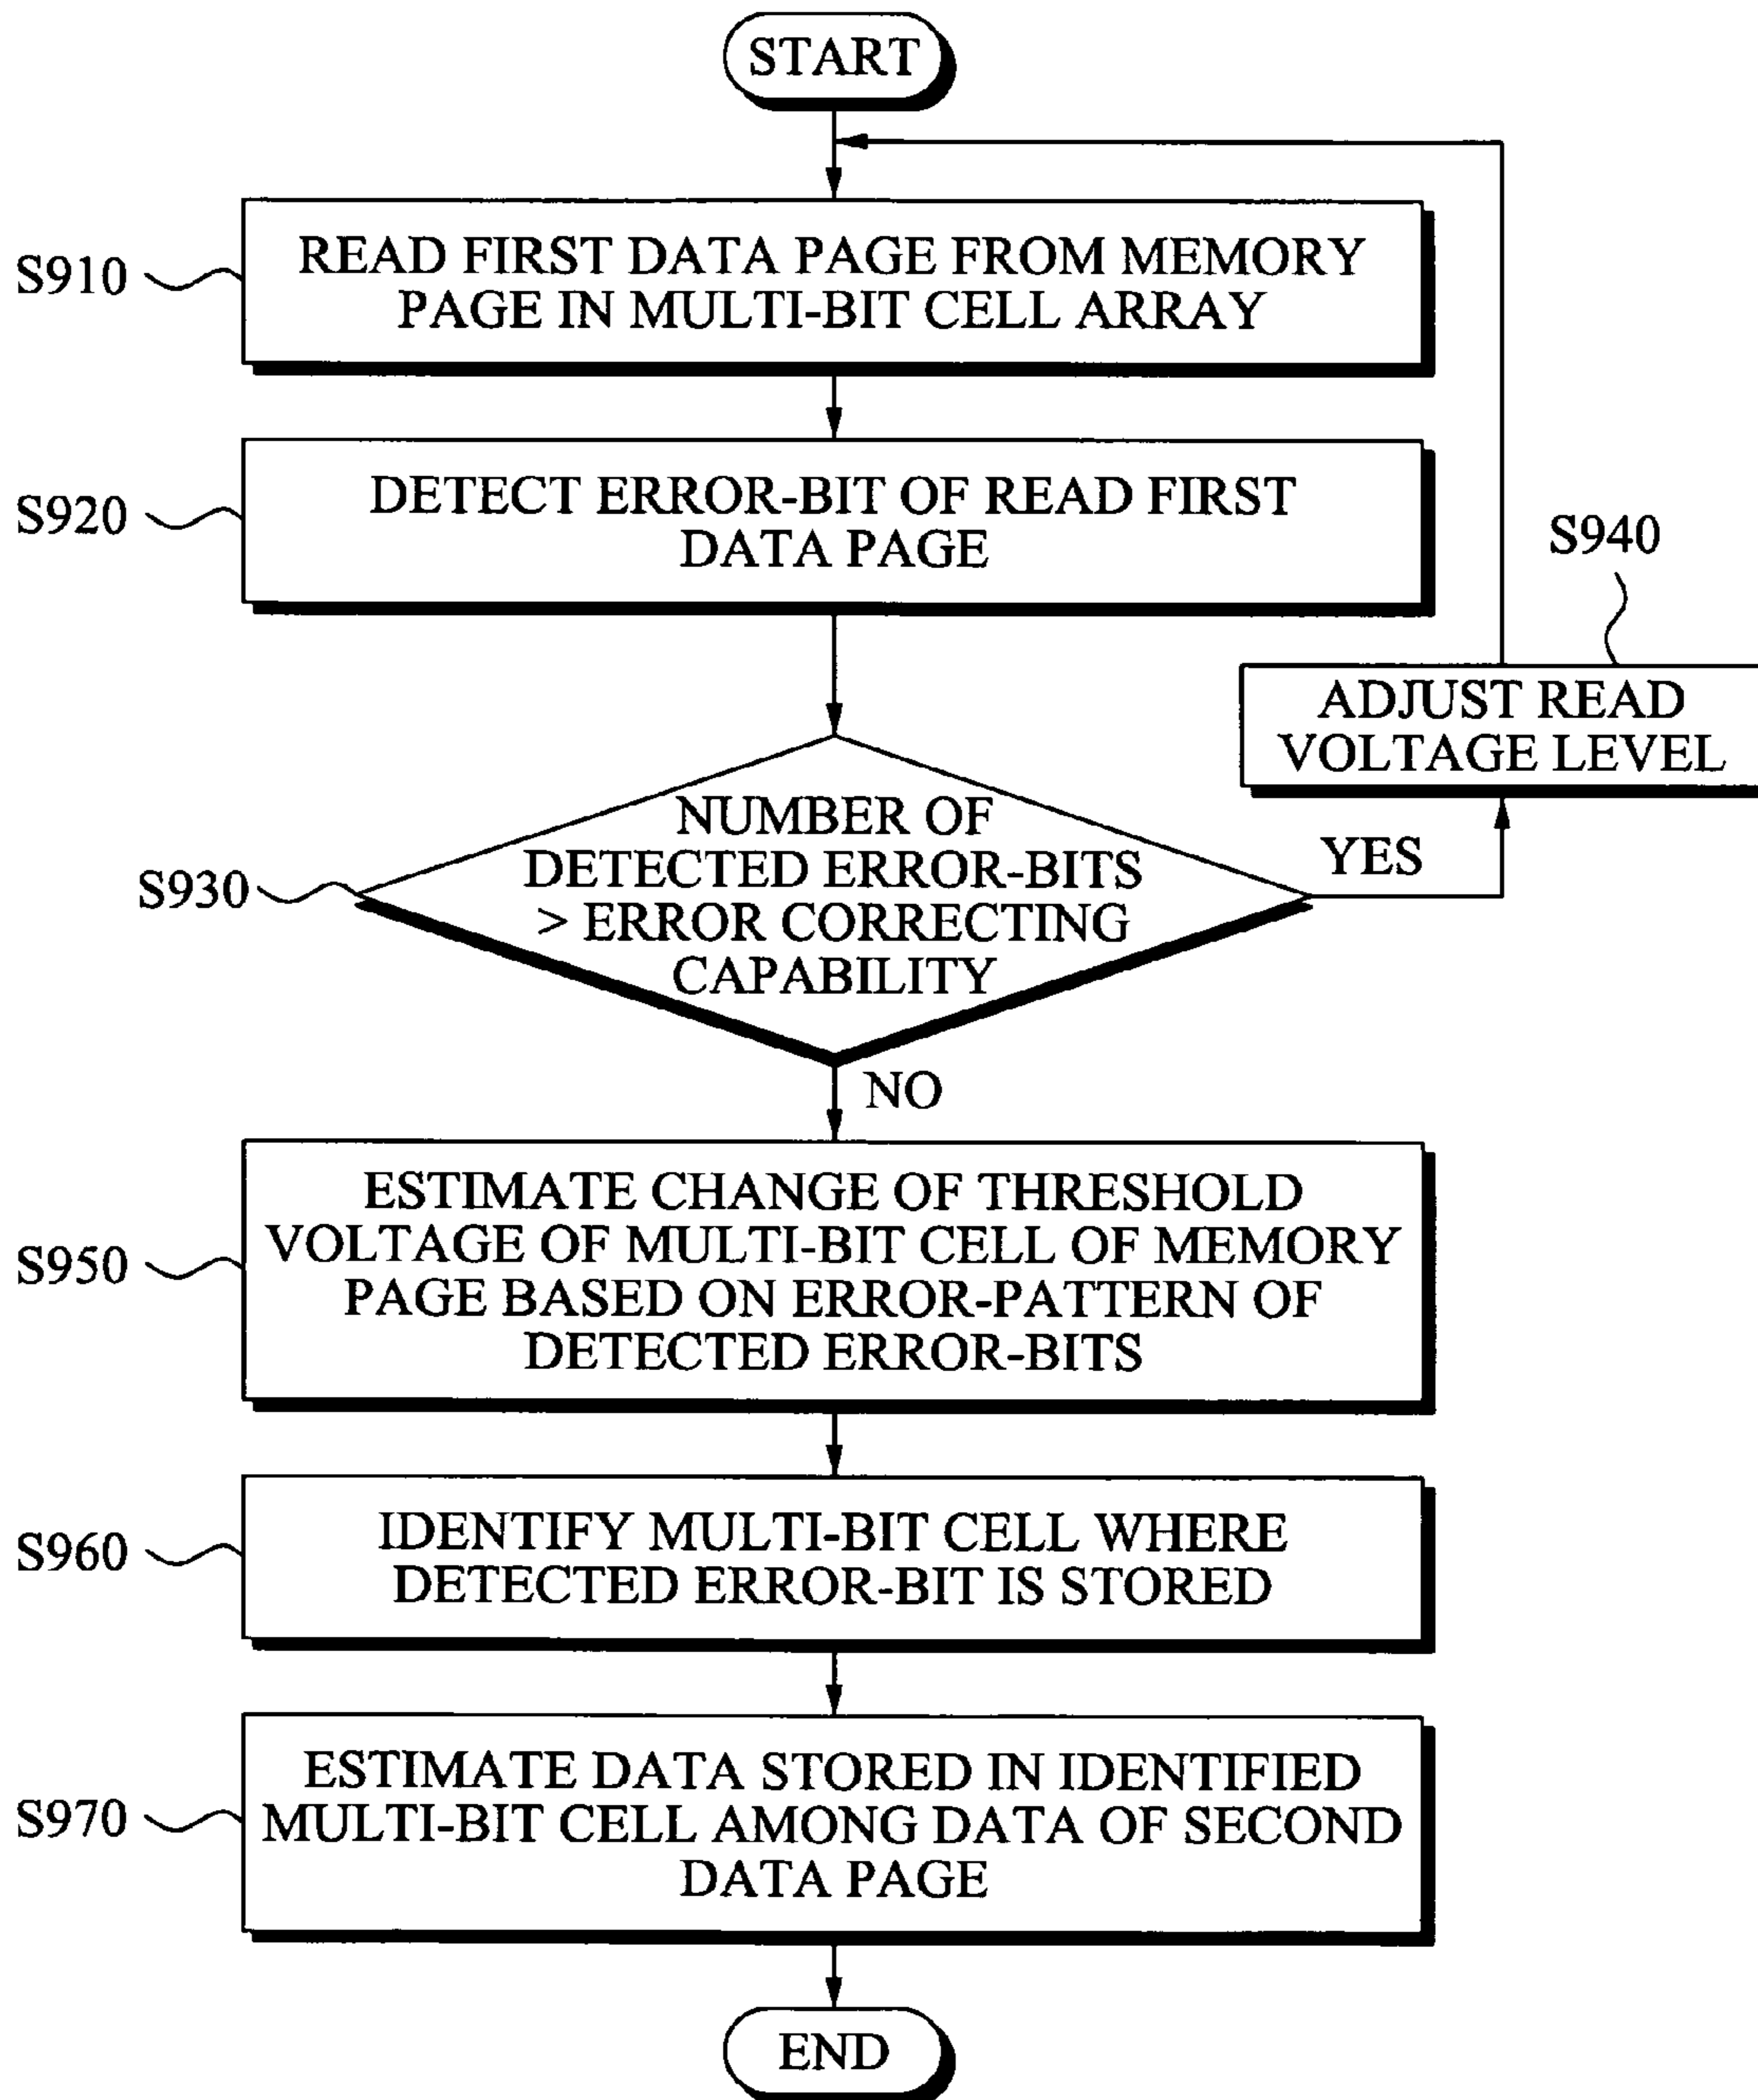 START
S910
READ FIRST DATA PAGE FROM MEMORY
PAGE IN MULTI-BIT CELL ARRAY
S920
DETECT ERROR-BIT OF READ FIRST
DATA PAGE
S940
ADJUST READ
VOLTAGE LEVEL
S930
NUMBER OF
DETECTED ERROR-BITS
> ERROR CORRECTING
CAPABILITY
YES
NO
S950
ESTIMATE CHANGE OF THRESHOLD
VOLTAGE OF MULTI-BIT CELL OF MEMORY
PAGE BASED ON ERROR-PATTERN OF
DETECTED ERROR-BITS
S960
IDENTIFY MULTI-BIT CELL WHERE
DETECTED ERROR-BIT IS STORED
S970
ESTIMATE DATA STORED IN IDENTIFIED
MULTI-BIT CELL AMONG DATA OF SECOND
DATA PAGE
END